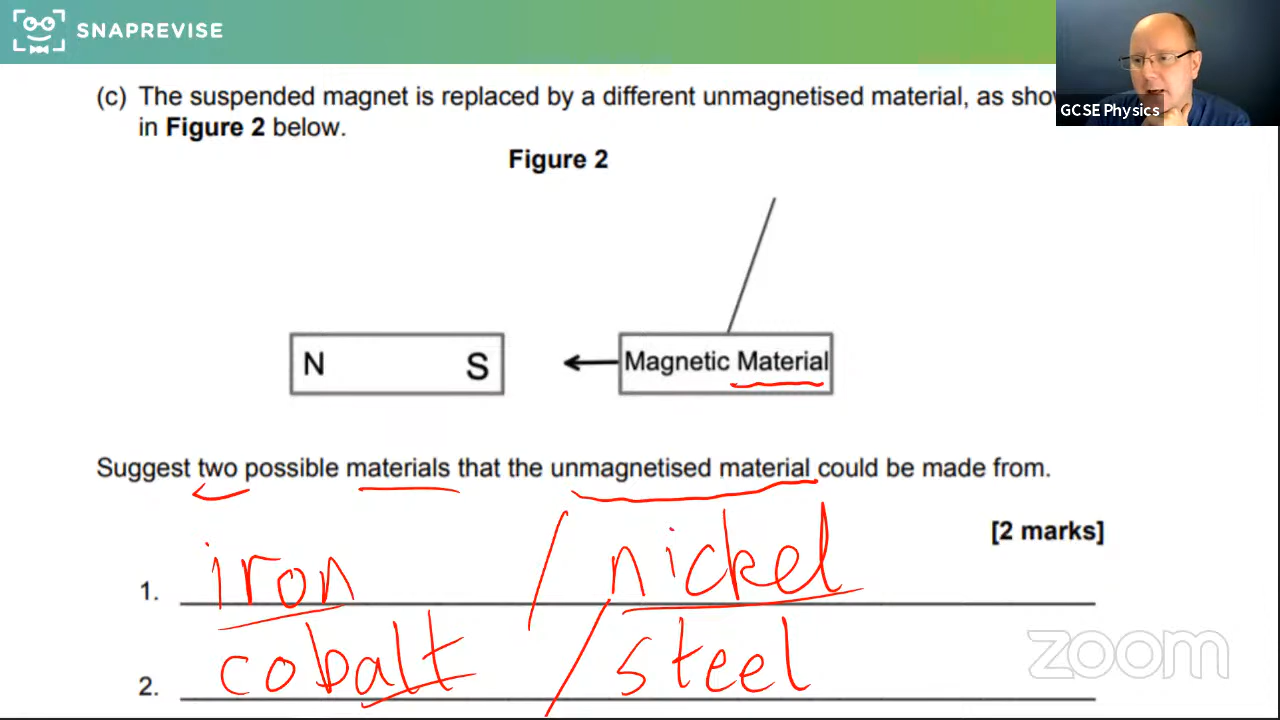 SNAPREVISE
(c) The suspended magnet is replaced by a different unmagnetised material, as
GCSE Physics
in Figure 2 below.
Figure 2
N S
Magnetic Material
Suggest two possible materials that the unmagnetised material could be made from.
[2 marks]
1. iron / nickel
2. cobalt / steel
zoom